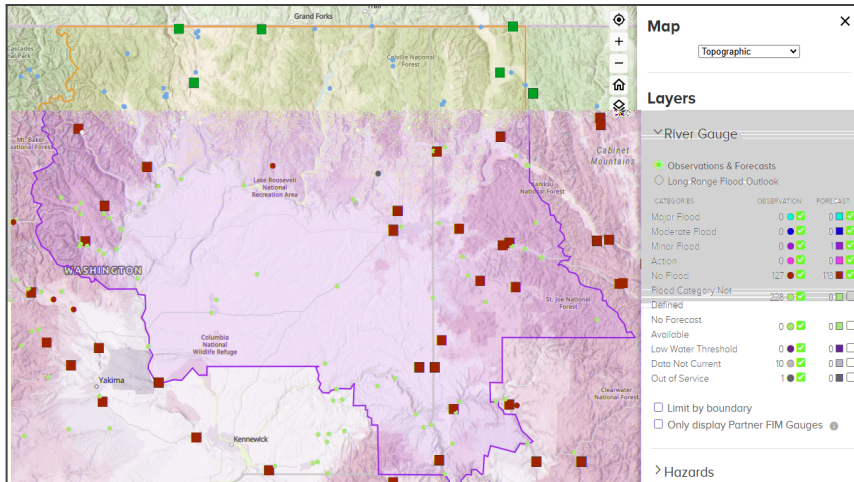 Grand Forks
Map
Topographic
Colville National
Forest
Layers
River Gauge
Mt. Baker
National Forest
Cabinet
Mountains
Observations & Forecasts
Lake Roosevelt
National
Recreation Area
Kaniksu
National Forest
Long Range Flood Outlook
CATEGORIES OBSERVATION FORECAST
Major Flood 0 0
Moderate Flood 0 0
Minor Flood 0 1
Action 0 0
WASHINGTON
No Flood 127 113
Flood Category Not
Defined 228 0
St. Joe National
Forest
No Forecast
Available 0 0
Columbia
National
Wildlife Refuge
Low Water Threshold 0 0
Data Not Current 10 0
Out of Service 1 0
Yakima
Clearwater
National Forest
Limit by boundary
Only display Partner FIM Gauges
Kennewick
Hazards